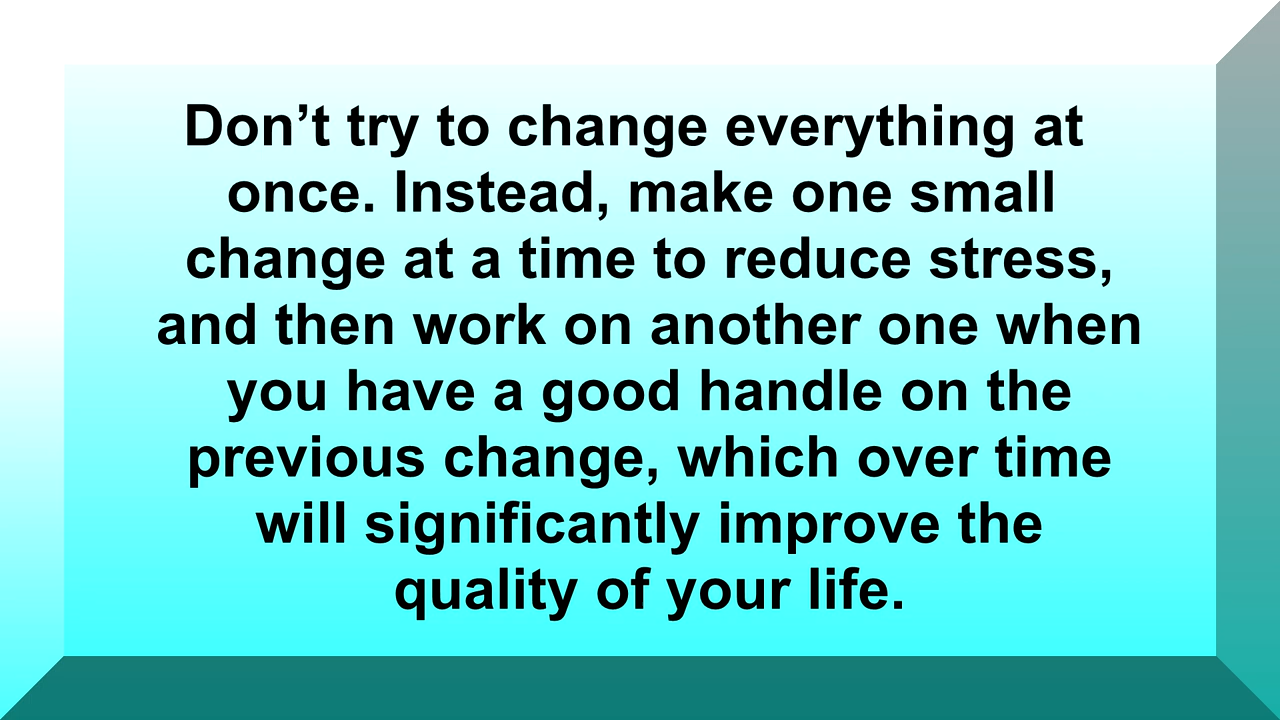 Don’t try to change everything at
once. Instead, make one small
change at a time to reduce stress,
and then work on another one when
you have a good handle on the
previous change, which over time
will significantly improve the
quality of your life.